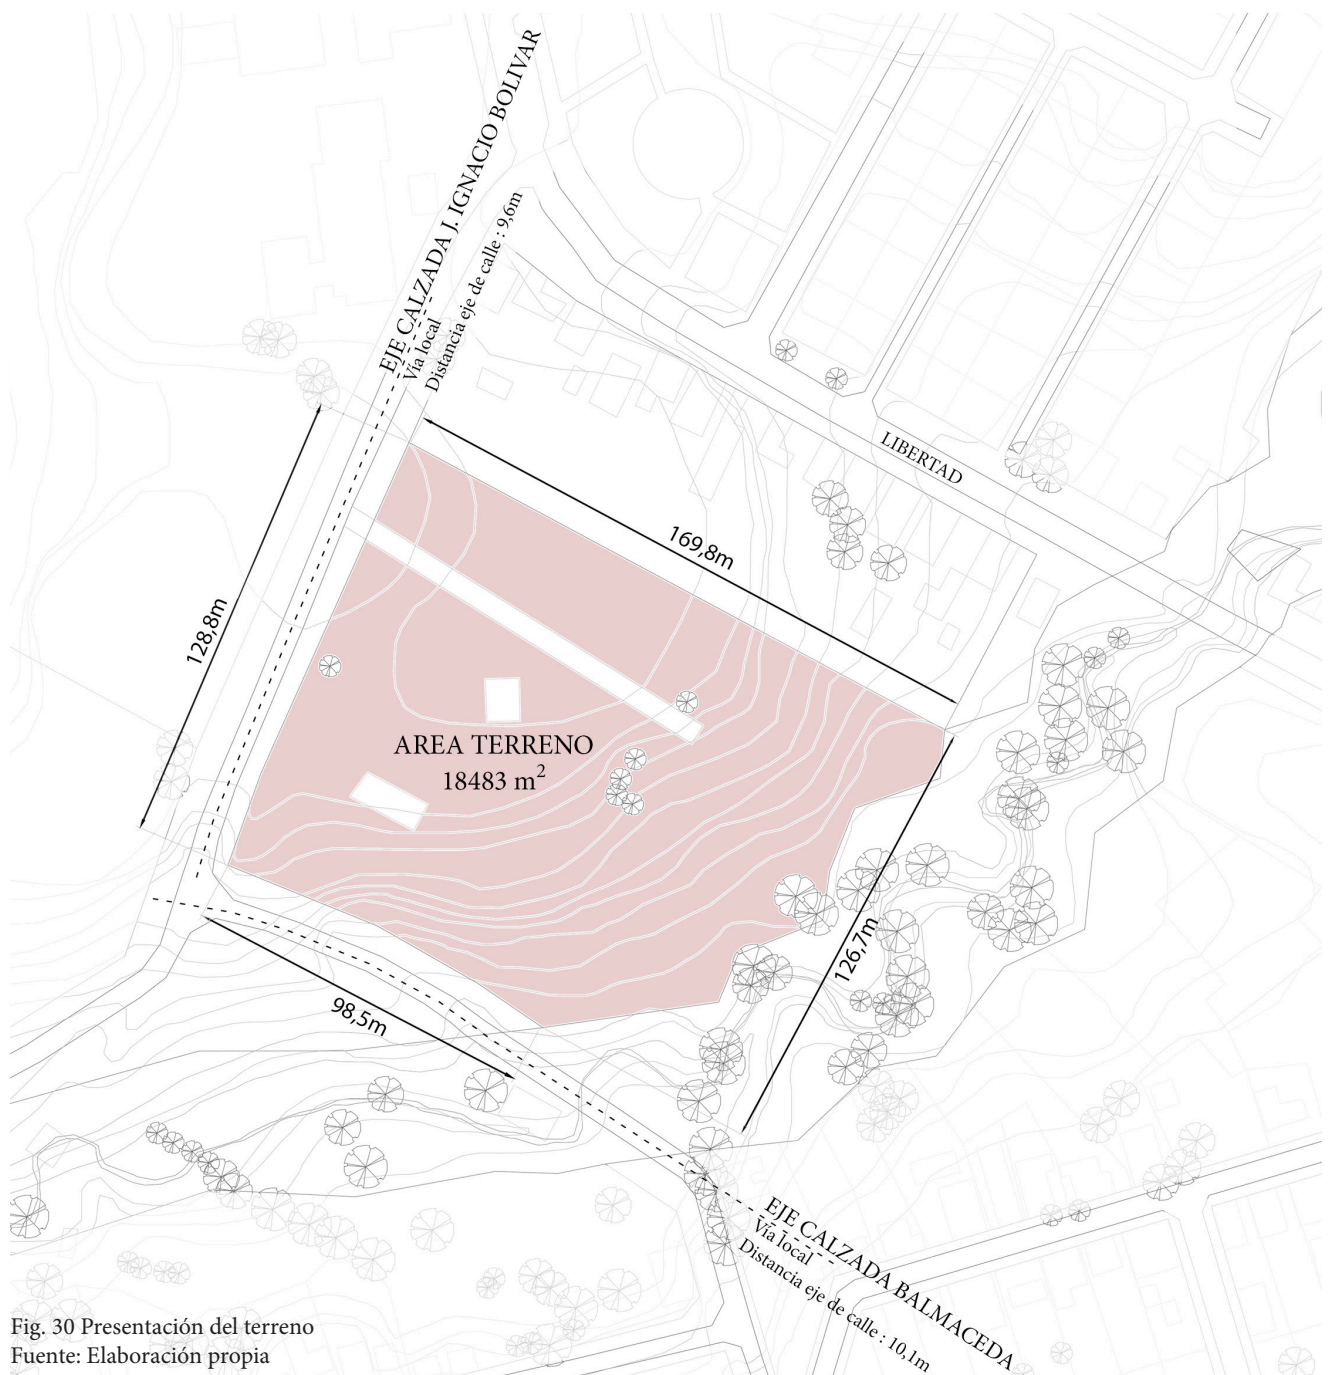 EJE CALZADA J. IGNACIO BOLIVAR
Vía local
Distancia eje de calle : 9,6m
LIBERTAD
169,8m
128,8m
AREA TERRENO
18483 m²
126,7m
98,5m
EJE CALZADA BALMACEDA
Vía local
Distancia eje de calle : 10,1m
Fig. 30 Presentación del terreno
Fuente: Elaboración propia